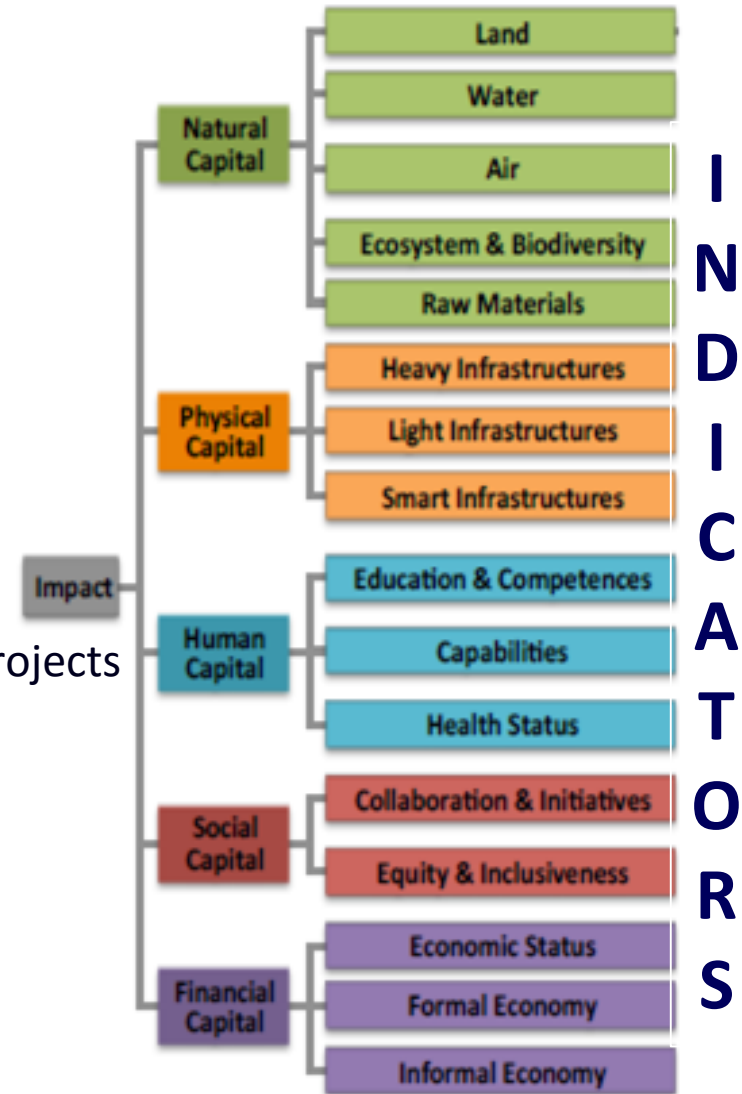 Impact
rojects
Natural
Capital
Land
Water
Air
Ecosystem & Biodiversity
Raw Materials
Physical
Capital
Heavy Infrastructures
Light Infrastructures
Smart Infrastructures
Human
Capital
Education & Competences
Capabilities
Health Status
Social
Capital
Collaboration & Initiatives
Equity & Inclusiveness
Financial
Capital
Economic Status
Formal Economy
Informal Economy
I
N
D
I
C
A
T
O
R
S